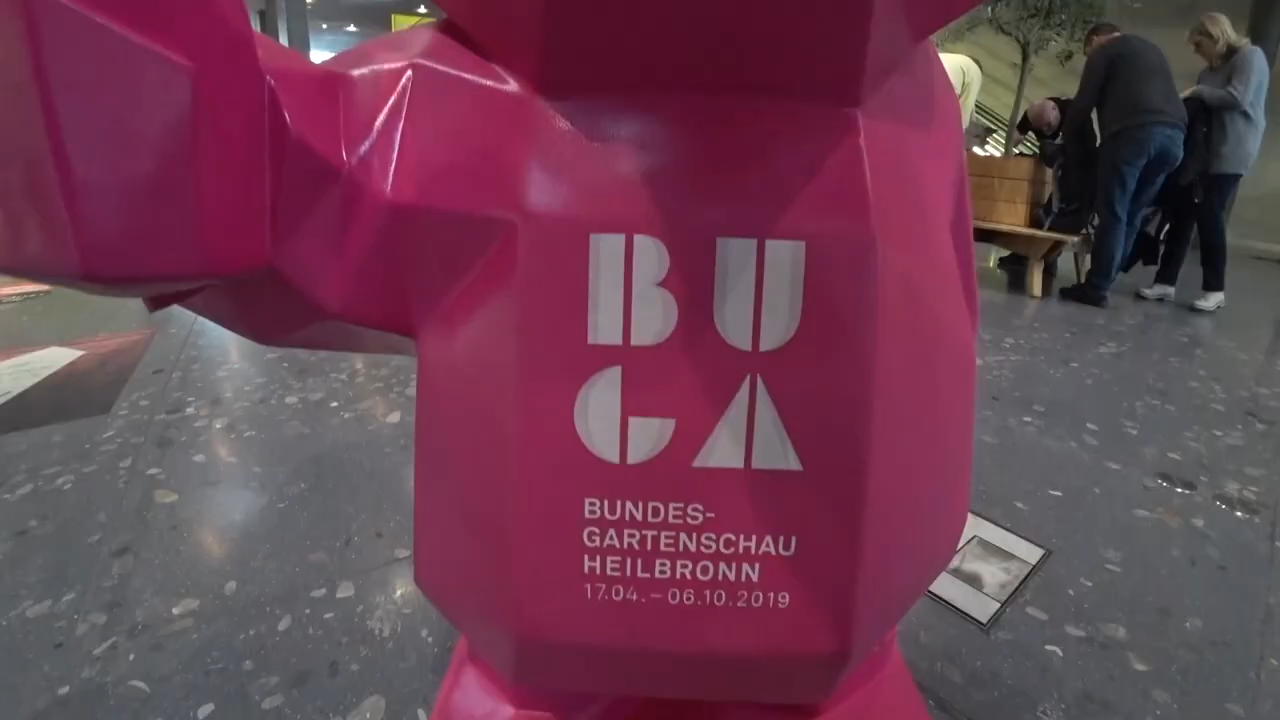 BU
GA
BUNDES-
GARTENSCHAU
HEILBRONN
17.04.–06.10.2019